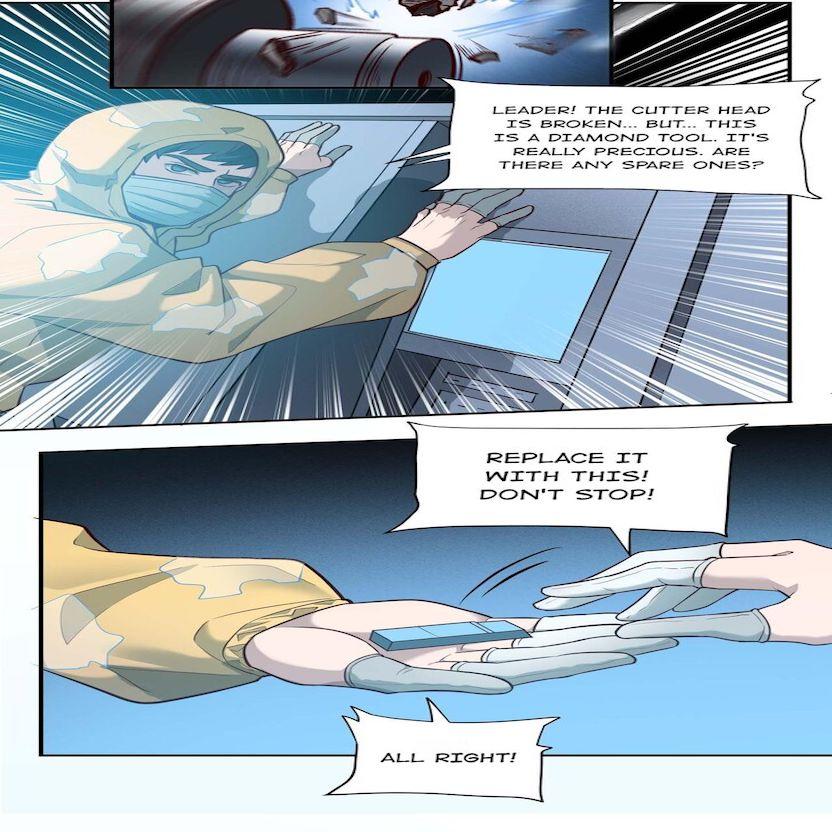 LEADER! THE CUTTER HEAD
IS BROKEN... BUT... THIS
IS A DIAMOND TOOL. IT'S
REALLY PRECIOUS. ARE
THERE ANY SPARE ONES?
REPLACE IT
WITH THIS!
DON'T STOP!
ALL RIGHT!